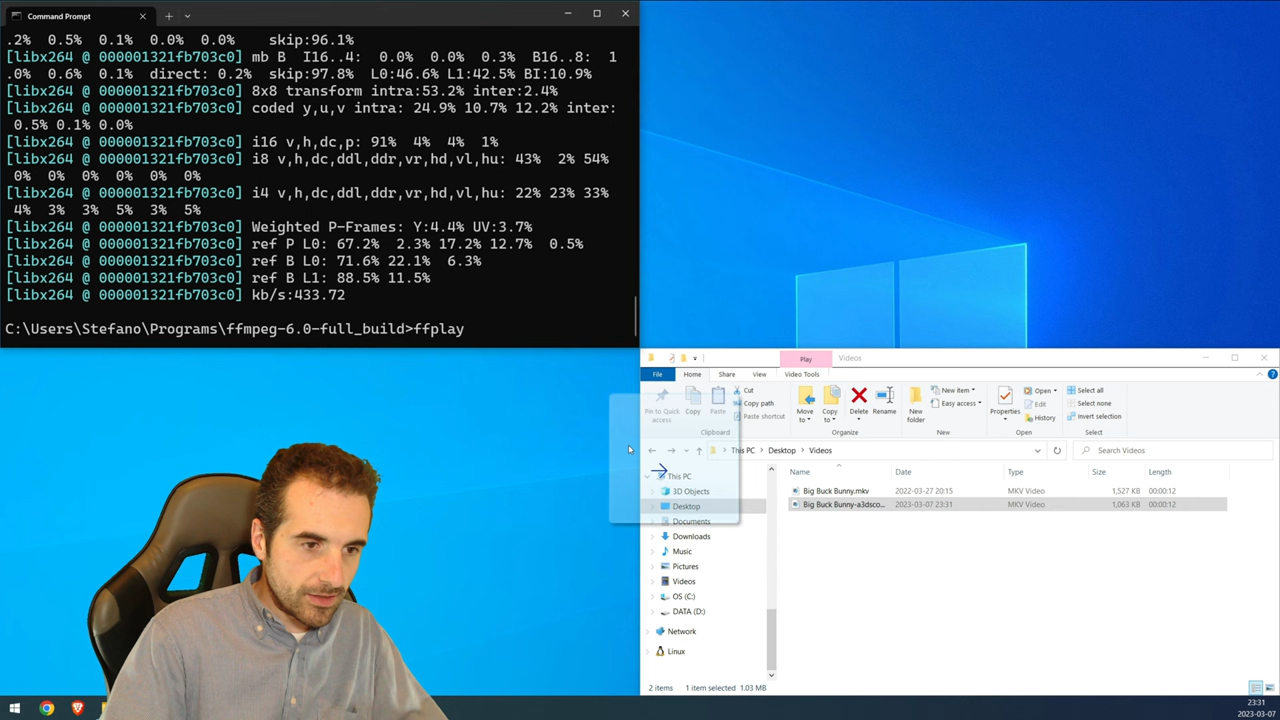 Command Prompt
.2%  0.5%  0.1%  0.0%  0.0%    skip:96.1%
[libx264 @ 000001321fb703c0] mb B  I16..4:  0.0%  0.0%  0.3%  B16..8:  1
.0%  0.6%  0.1%  direct: 0.2%  skip:97.8%  L0:46.6% L1:42.5% BI:10.9%
[libx264 @ 000001321fb703c0] 8x8 transform intra:53.2% inter:2.4%
[libx264 @ 000001321fb703c0] coded y,u,v intra: 24.9% 10.7% 12.2% inter:
 0.5% 0.1% 0.0%
[libx264 @ 000001321fb703c0] i16 v,h,dc,p: 91%  4%  4%  1%
[libx264 @ 000001321fb703c0] i8 v,h,dc,ddl,ddr,vr,hd,vl,hu: 43%  2% 54%
 0%  0%  0%  0%  0%  0%
[libx264 @ 000001321fb703c0] i4 v,h,dc,ddl,ddr,vr,hd,vl,hu: 22% 23% 33%
 4%  3%  3%  5%  3%  5%
[libx264 @ 000001321fb703c0] Weighted P-Frames: Y:4.4% UV:3.7%
[libx264 @ 000001321fb703c0] ref P L0: 67.2%  2.3% 17.2% 12.7%  0.5%
[libx264 @ 000001321fb703c0] ref B L0: 71.6% 22.1%  6.3%
[libx264 @ 000001321fb703c0] ref B L1: 88.5% 11.5%
[libx264 @ 000001321fb703c0] kb/s:433.72
C:\Users\Stefano\Programs\ffmpeg-6.0-full_build>ffplay
Play Videos
File Home Share View Video Tools
Pin to Quick access Copy Paste Cut Copy path Paste shortcut
Clipboard
Move to Copy to Delete Rename
Organize
New folder New item Easy access
New
Properties Open Edit History
Open
Select all Select none Invert selection
Select
This PC > Desktop > Videos Search Videos
Name Date Type Size Length
Big Buck Bunny.mkv 2022-03-27 20:15 MKV Video 1,527 KB 00:00:12
Big Buck Bunny-a3dsco... 2023-03-07 23:31 MKV Video 1,063 KB 00:00:12
This PC
3D Objects
Desktop
Documents
Downloads
Music
Pictures
Videos
OS (C:)
DATA (D:)
Network
Linux
2 items 1 item selected 1.03 MB
23:31
2023-03-07